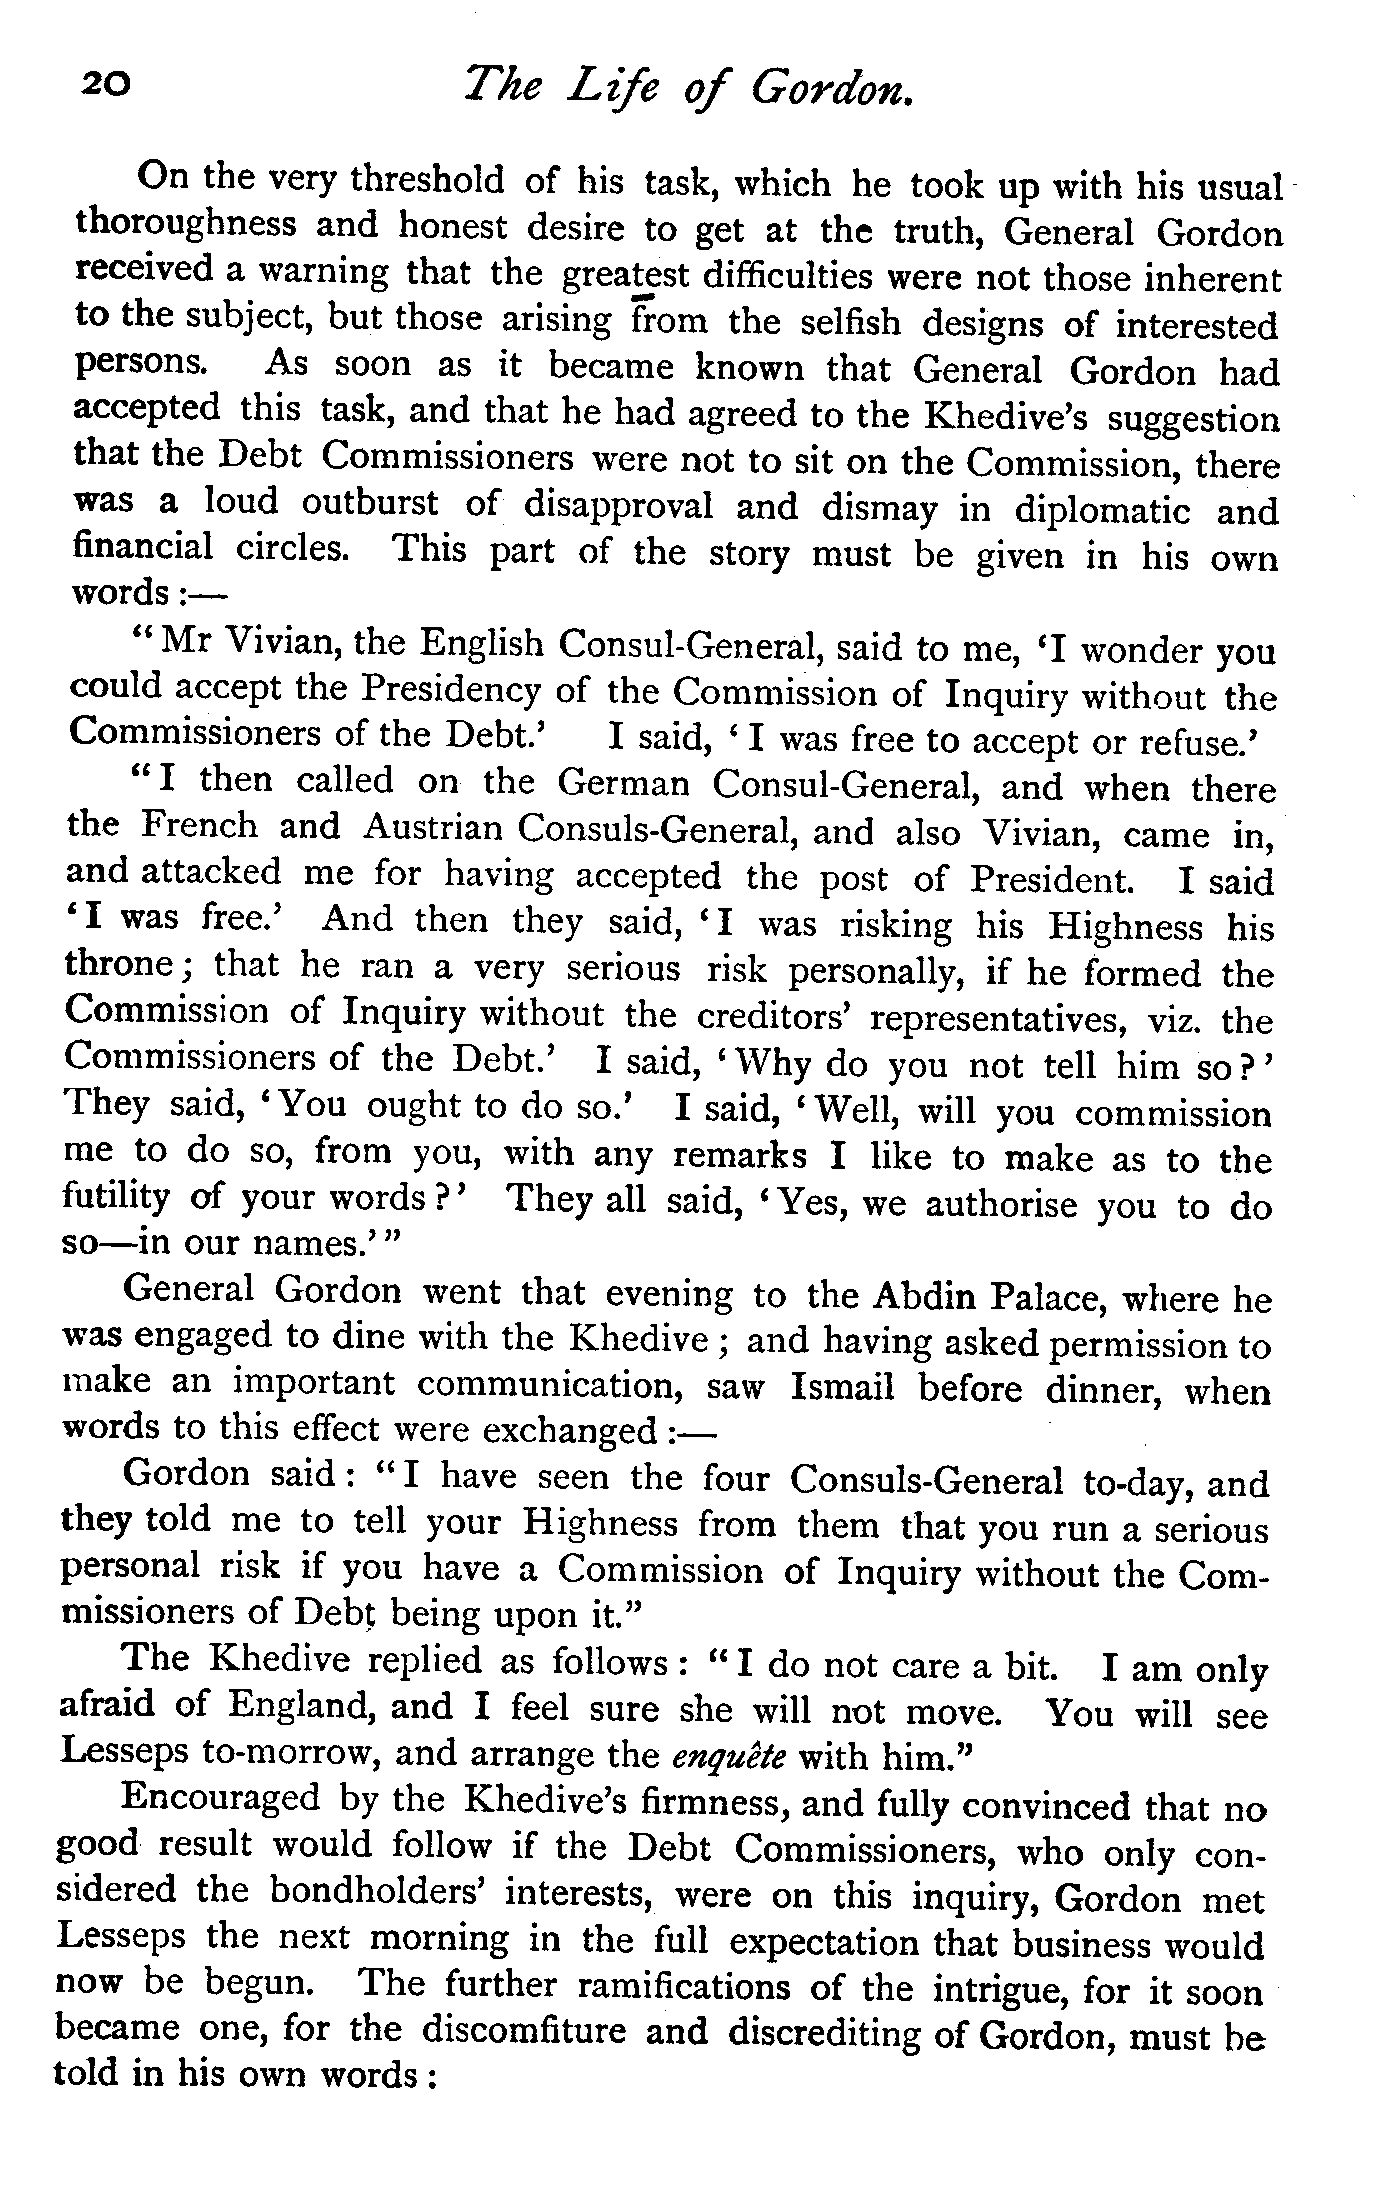 20 The Life of Gordon.
On the very threshold of his task, which he took up with his usual
thoroughness and honest desire to get at the truth, General Gordon
received a warning that the greatest difficulties were not those inherent
to the subject, but those arising from the selfish designs of interested
persons. As soon as it became known that General Gordon had
accepted this task, and that he had agreed to the Khedive's suggestion
that the Debt Commissioners were not to sit on the Commission, there
was a loud outburst of disapproval and dismay in diplomatic and
financial circles. This part of the story must be given in his own
words :—
“Mr Vivian, the English Consul-General, said to me, ‘I wonder you
could accept the Presidency of the Commission of Inquiry without the
Commissioners of the Debt.’ I said, ‘I was free to accept or refuse.’
“I then called on the German Consul-General, and when there
the French and Austrian Consuls-General, and also Vivian, came in,
and attacked me for having accepted the post of President. I said
‘I was free.’ And then they said, ‘I was risking his Highness his
throne; that he ran a very serious risk personally, if he formed the
Commission of Inquiry without the creditors’ representatives, viz. the
Commissioners of the Debt.’ I said, ‘Why do you not tell him so?’
They said, ‘You ought to do so.’ I said, ‘Well, will you commission
me to do so, from you, with any remarks I like to make as to the
futility of your words?’ They all said, ‘Yes, we authorise you to do
so—in our names.’”
General Gordon went that evening to the Abdin Palace, where he
was engaged to dine with the Khedive; and having asked permission to
make an important communication, saw Ismail before dinner, when
words to this effect were exchanged :—
Gordon said: “I have seen the four Consuls-General to-day, and
they told me to tell your Highness from them that you run a serious
personal risk if you have a Commission of Inquiry without the Com-
missioners of Debt being upon it.”
The Khedive replied as follows: “I do not care a bit. I am only
afraid of England, and I feel sure she will not move. You will see
Lesseps to-morrow, and arrange the enquête with him.”
Encouraged by the Khedive's firmness, and fully convinced that no
good result would follow if the Debt Commissioners, who only con-
sidered the bondholders’ interests, were on this inquiry, Gordon met
Lesseps the next morning in the full expectation that business would
now be begun. The further ramifications of the intrigue, for it soon
became one, for the discomfiture and discrediting of Gordon, must be
told in his own words :